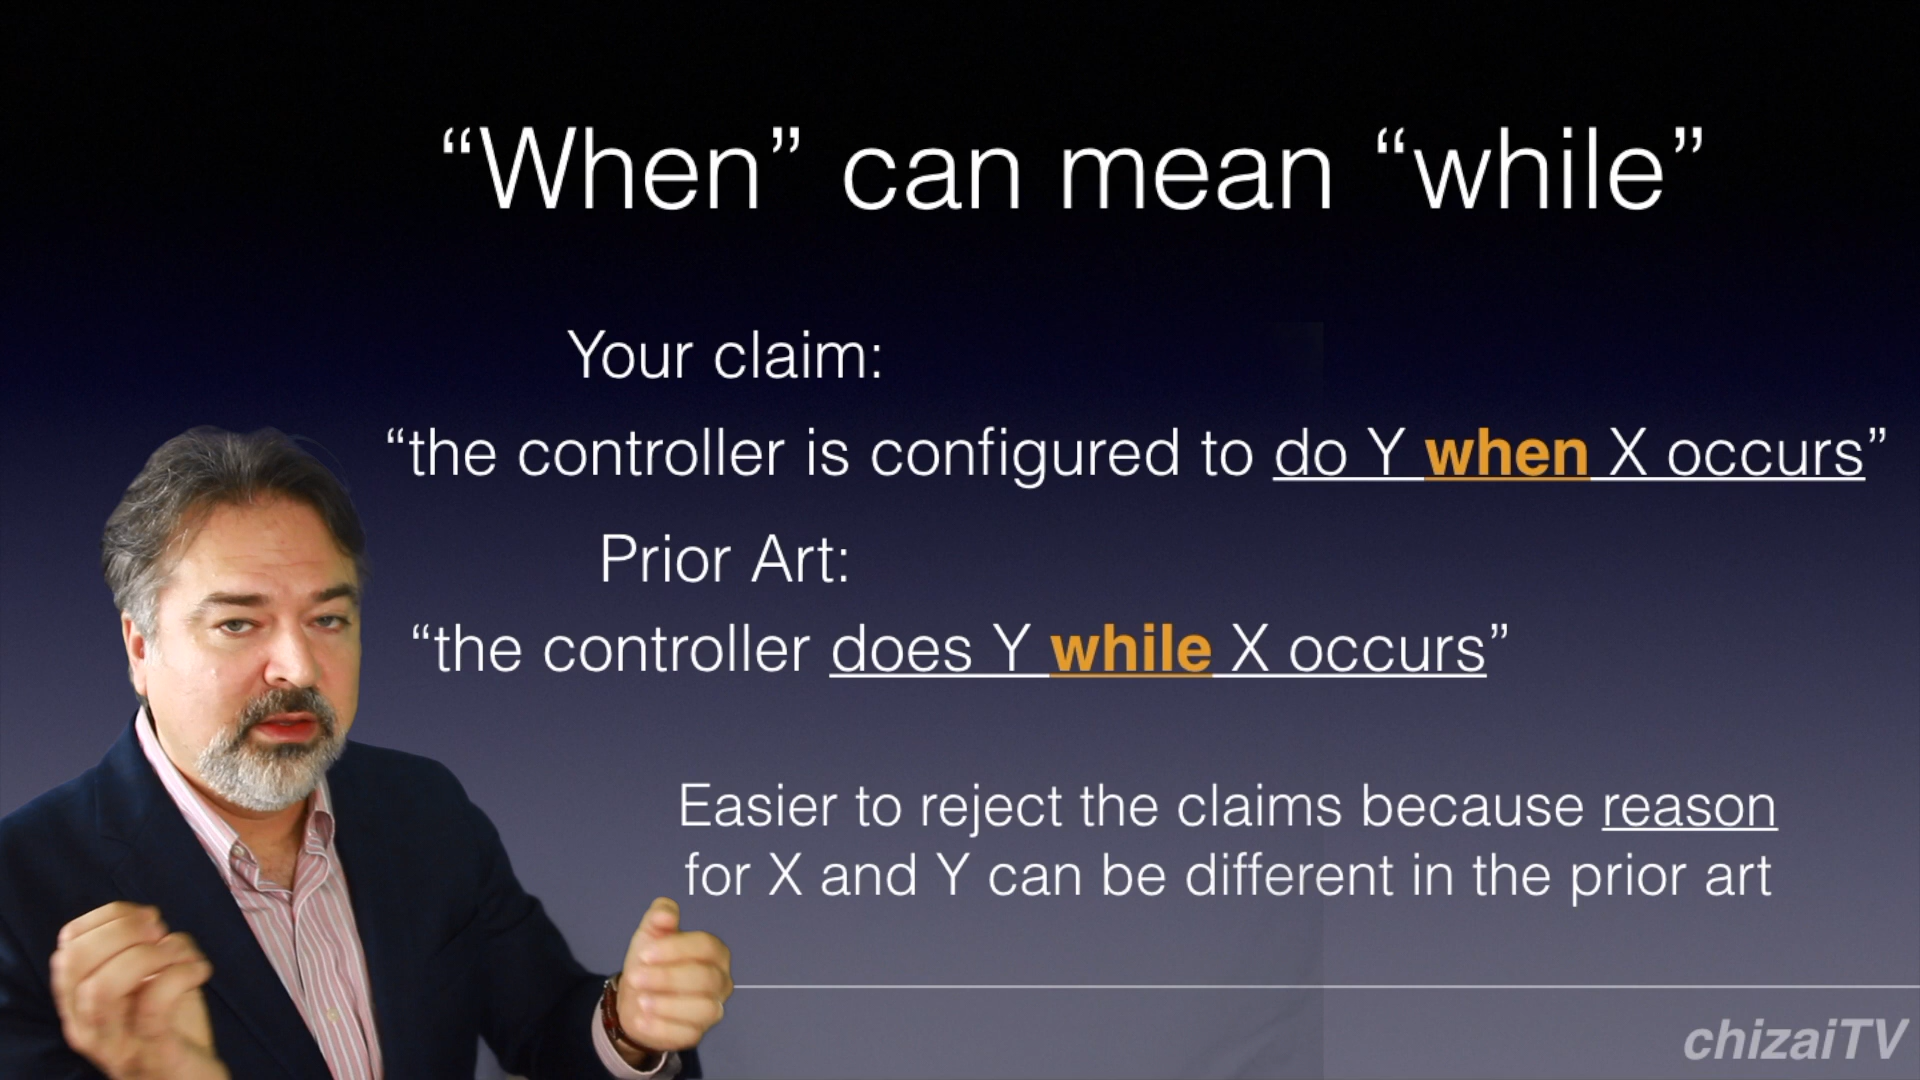 “When” can mean “while”
Your claim:
“the controller is configured to do Y when X occurs”
Prior Art:
“the controller does Y while X occurs”
Easier to reject the claims because reason
for X and Y can be different in the prior art
chizaiTV